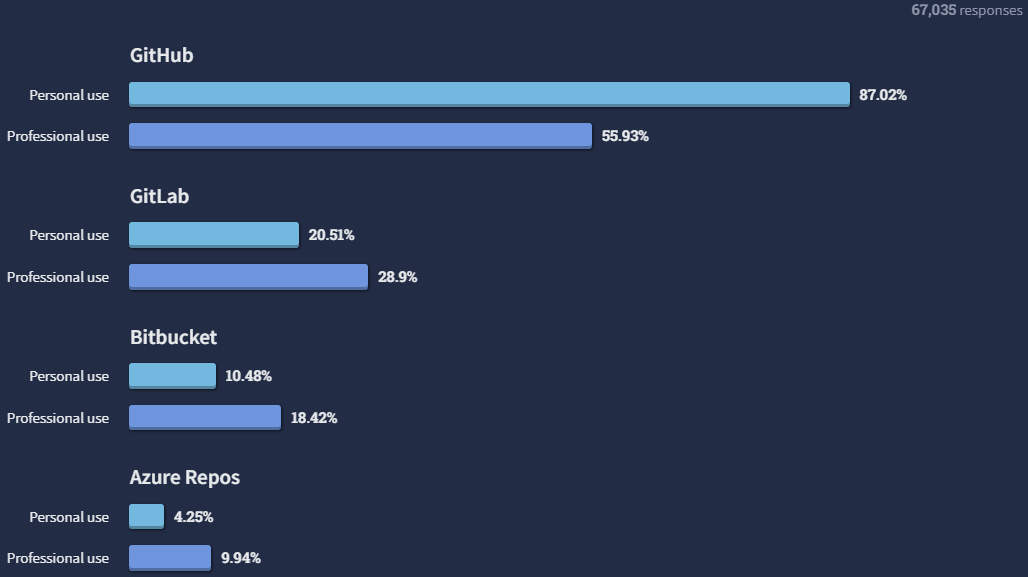 67,035 responses
GitHub
Personal use 87.02%
Professional use 55.93%
GitLab
Personal use 20.51%
Professional use 28.9%
Bitbucket
Personal use 10.48%
Professional use 18.42%
Azure Repos
Personal use 4.25%
Professional use 9.94%